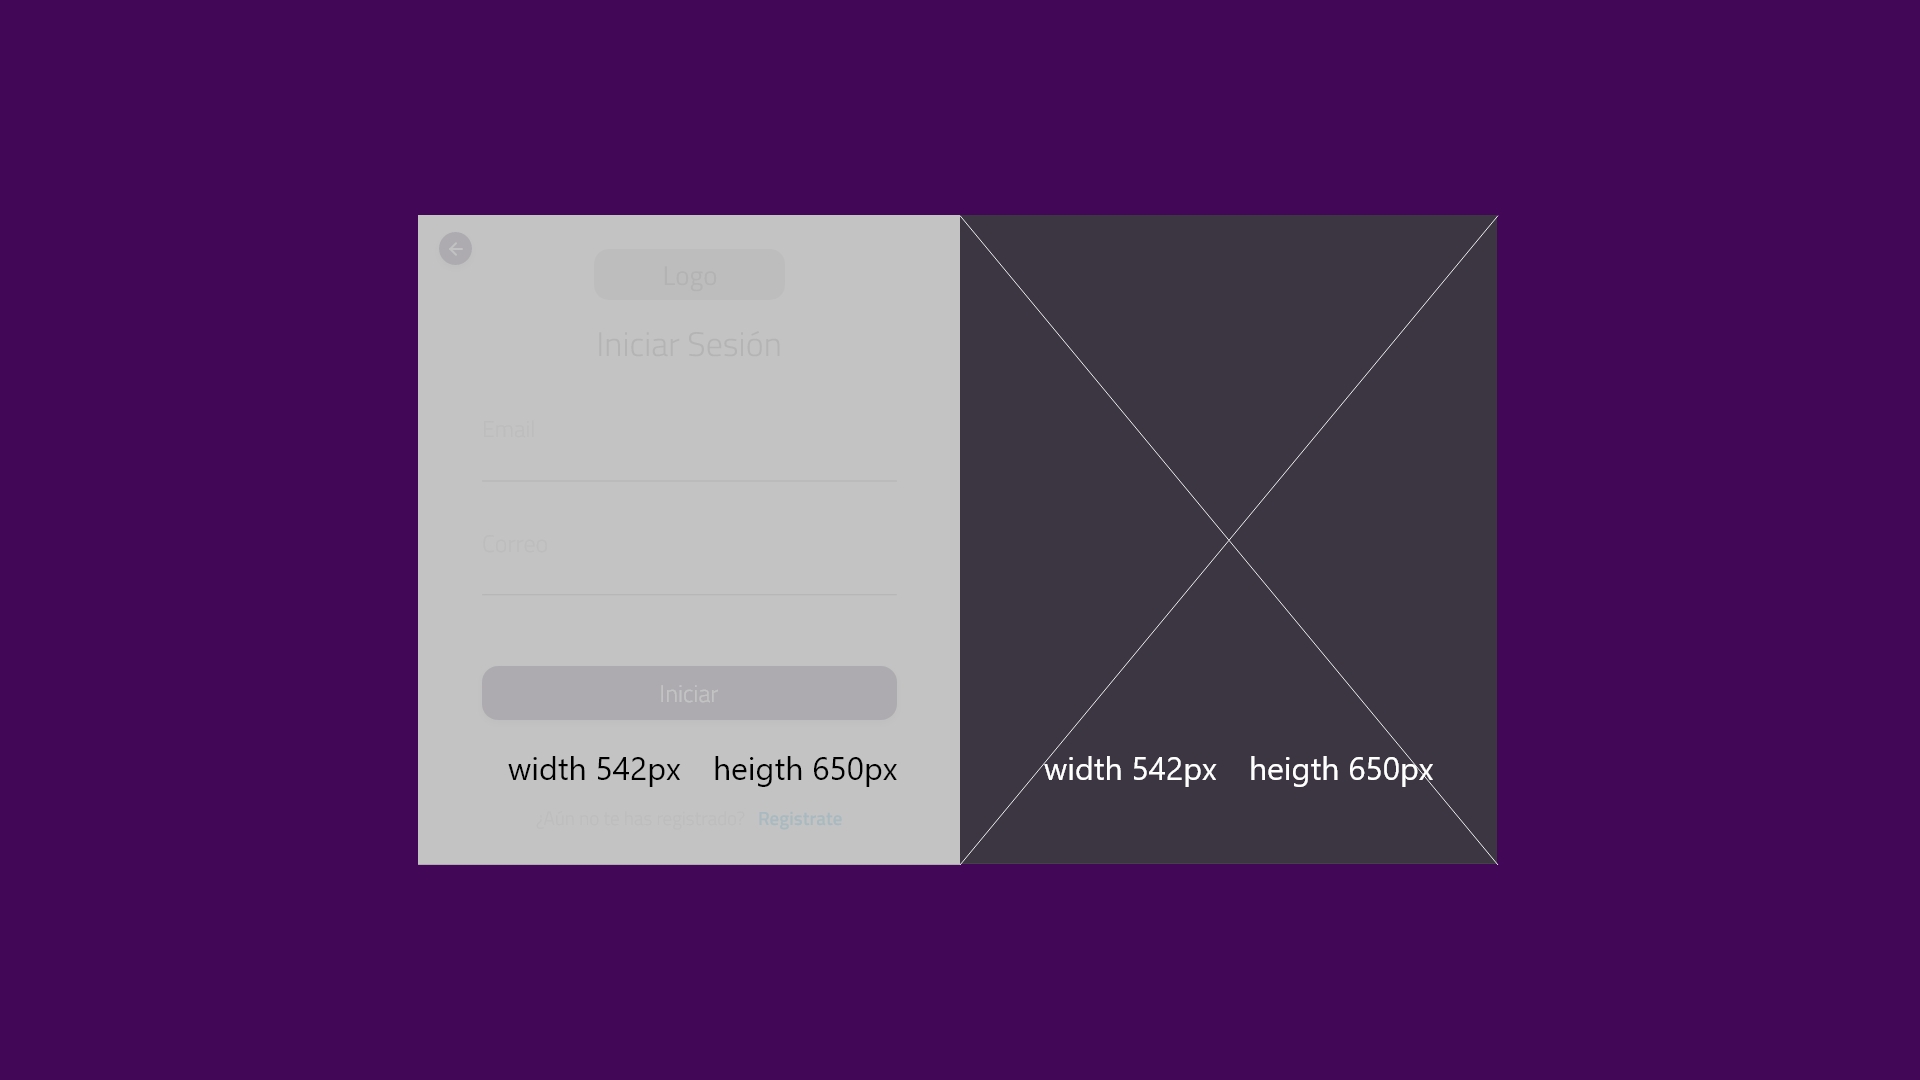 Logo
Iniciar Sesión
Email
Correo
Iniciar
width 542px heigth 650px
¿Aún no te has registrado? Registrate
width 542px heigth 650px